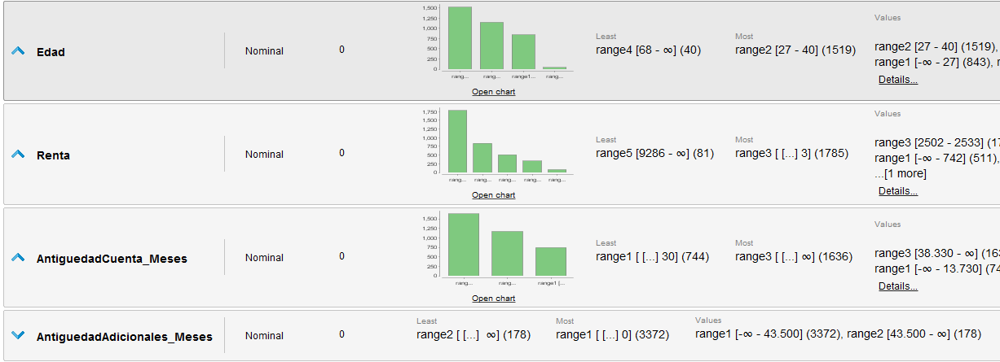 Edad
Nominal
0
1,500
1,250
1,000
750
500
250
0
rang... rang... range1... rang...
Open chart
Least
range4 [68 - ∞] (40)
Most
range2 [27 - 40] (1519)
Values
range2 [27 - 40] (1519),
range1 [-∞ - 27] (843), r
Details...
Renta
Nominal
0
1,750
1,500
1,250
1,000
750
500
250
0
rang... rang... rang... rang... rang...
Open chart
Least
range5 [9286 - ∞] (81)
Most
range3 [ [...] 3] (1785)
Values
range3 [2502 - 2533] (17
range1 [-∞ - 742] (511),
...[1 more]
Details...
AntiguedadCuenta_Meses
Nominal
0
1,500
1,250
1,000
750
500
250
0
rang... rang... range1 [...
Open chart
Least
range1 [ [...] 30] (744)
Most
range3 [ [...] ∞] (1636)
Values
range3 [38.330 - ∞] (163
range1 [-∞ - 13.730] (74
Details...
AntiguedadAdicionales_Meses
Nominal
0
Least
range2 [ [...] ∞] (178)
Most
range1 [ [...] 0] (3372)
Values
range1 [-∞ - 43.500] (3372), range2 [43.500 - ∞] (178)